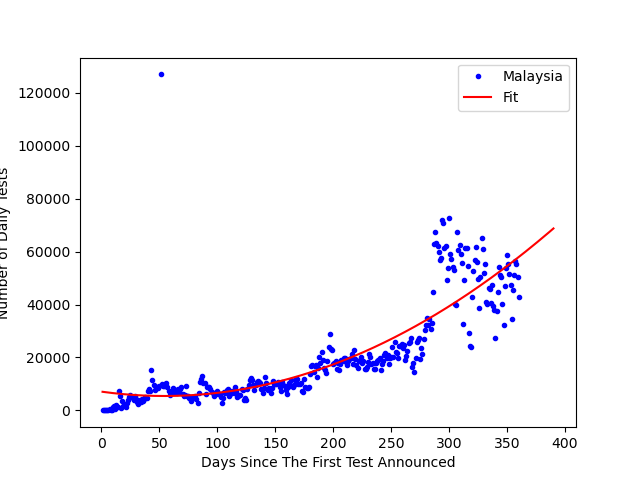 Malaysia
Fit
120000
100000
80000
60000
40000
20000
0
Number of Daily Tests
0 50 100 150 200 250 300 350 400
Days Since The First Test Announced